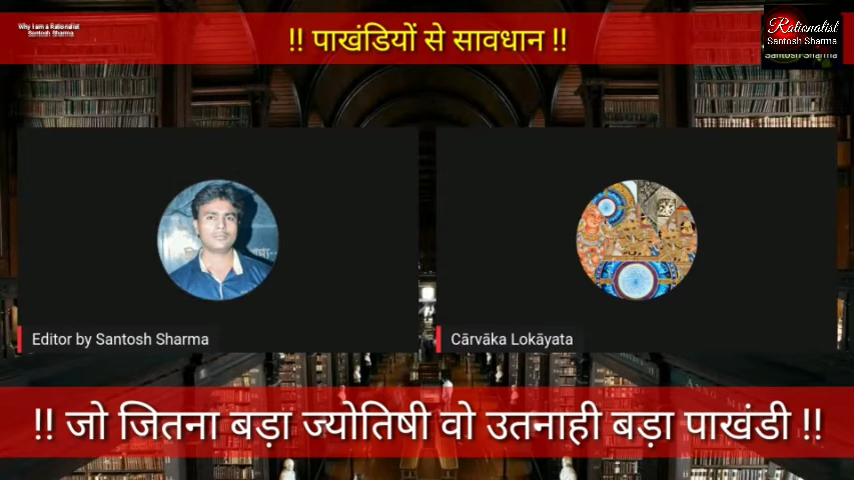 Why I am a Rationalist
Santosh Sharma
!! पाखंडियों से सावधान !!
Rationalist
Santosh Sharma
Santosh Sharma
Editor by Santosh Sharma
Cārvāka Lokāyata
!! जो जितना बड़ा ज्योतिषी वो उतनाही बड़ा पाखंडी !!